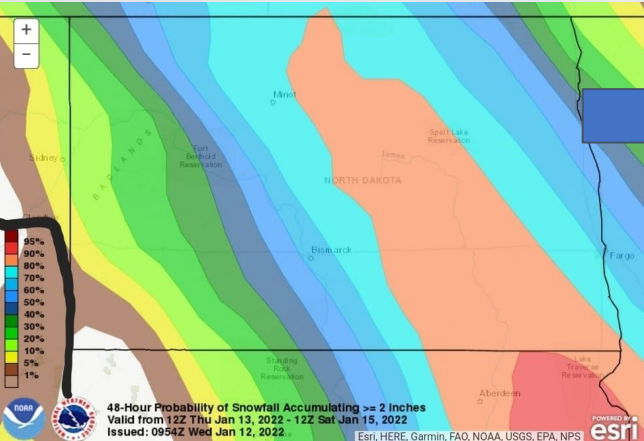 +
−
Minot
Spirit Lake
Reservation
Fort
Berthold
Reservation
Sidney
BADLANDS
James
NORTH DAKOTA
Bismarck
Fargo
95%
90%
80%
70%
60%
50%
40%
30%
20%
10%
5%
1%
Standing
Rock
Reservation
Lake
Traverse
Reservation
Aberdeen
NOAA
48-Hour Probability of Snowfall Accumulating >= 2 Inches
Valid from 12Z Thu Jan 13, 2022 - 12Z Sat Jan 15, 2022
Issued: 0954Z Wed Jan 12, 2022
POWERED BY
esri
Esri, HERE, Garmin, FAO, NOAA, USGS, EPA, NPS